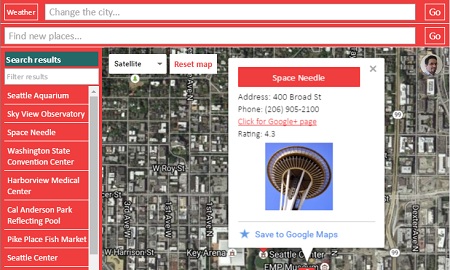 Weather
Change the city...
Go
Find new places...
Go
Search results
Filter results
Seattle Aquarium
Sky View Observatory
Space Needle
Washington State
Convention Center
Harborview Medical
Center
Cal Anderson Park
Reflecting Pool
Pike Place Fish Market
Seattle Center
Satellite
Reset map
Space Needle
Address: 400 Broad St
Phone: (206) 905-2100
Click for Google+ page
Rating: 4.3
Save to Google Maps
W Roy St
W Harrison St
Key Arena
Seattle Center
EMP Museum
1st Ave N
Dexter Ave N
99
99